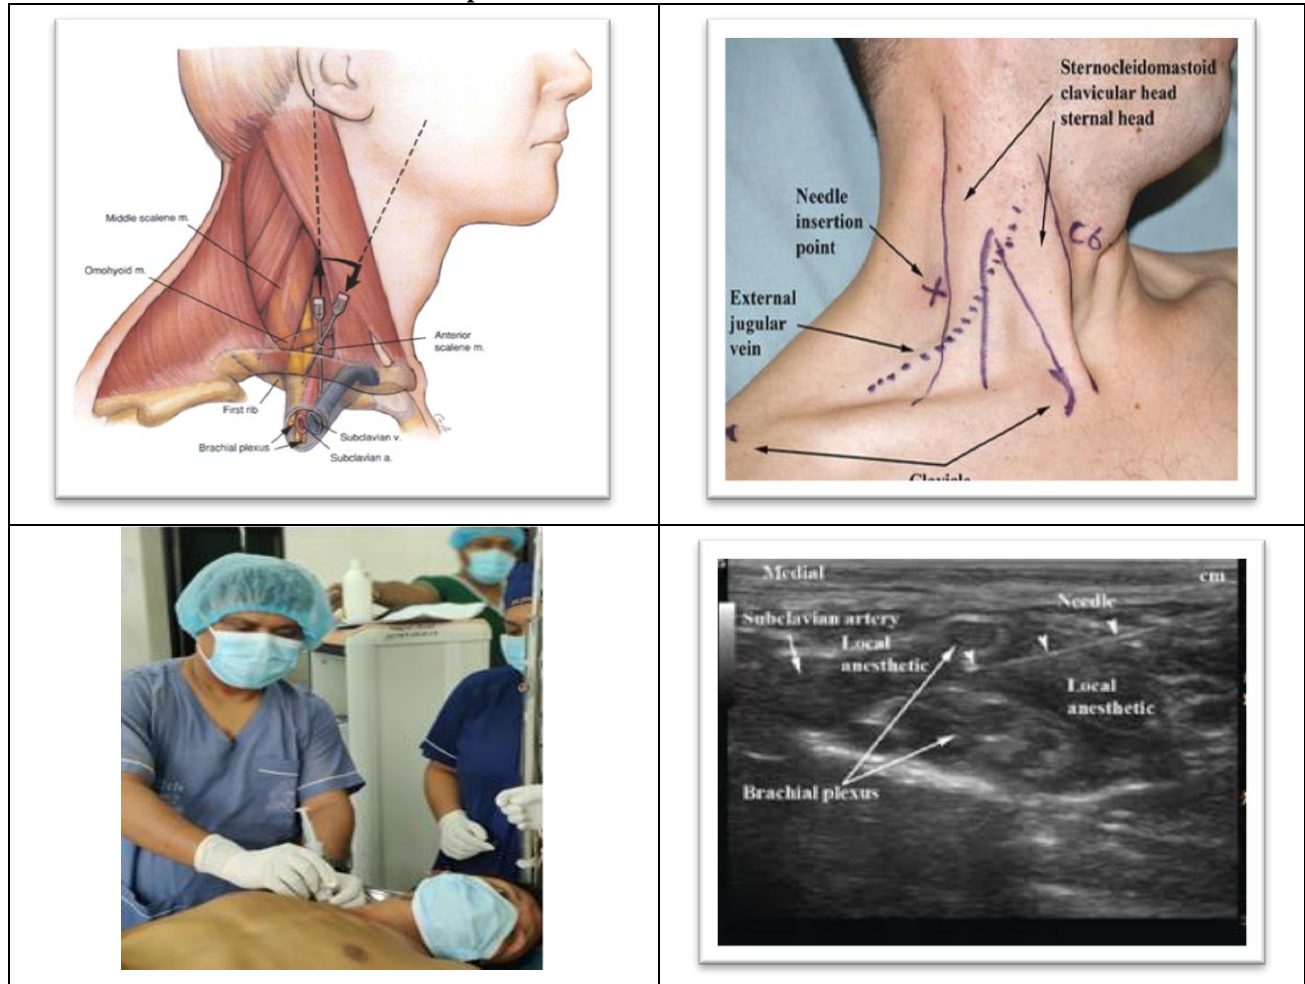 Middle scalene m.
Omohyoid m.
Anterior
scalene m.
First rib
Brachial plexus
Subclavian v.
Subclavian a.
Sternocleidomastoid
clavicular head
sternal head
Needle
insertion
point
C6
External
jugular
vein
Clavicle
Medial
cm
Needle
Subclavian artery
Local
anesthetic
Local
anesthetic
Brachial plexus